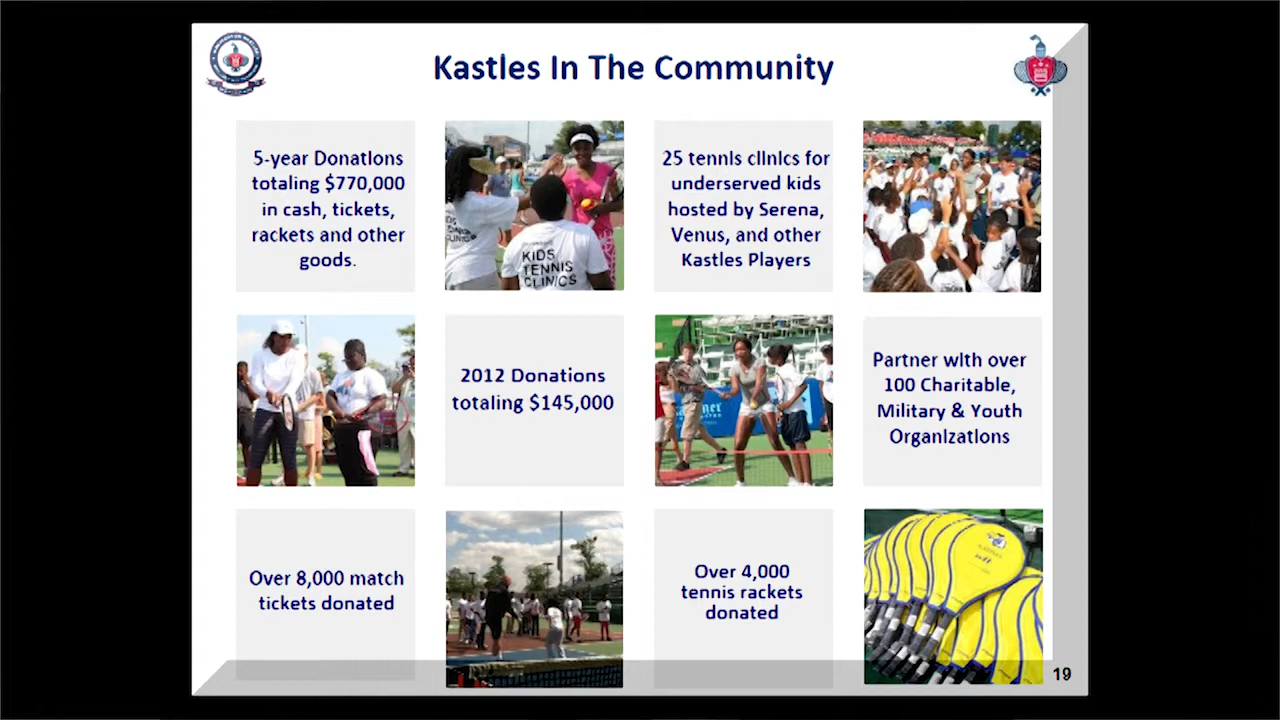 Kastles In The Community
5-year Donations
totaling $770,000
in cash, tickets,
rackets and other
goods.
KIDS
TENNIS
CLINICS
25 tennis clinics for
underserved kids
hosted by Serena,
Venus, and other
Kastles Players
2012 Donations
totaling $145,000
Partner with over
100 Charitable,
Military & Youth
Organizations
Over 8,000 match
tickets donated
Over 4,000
tennis rackets
donated
19